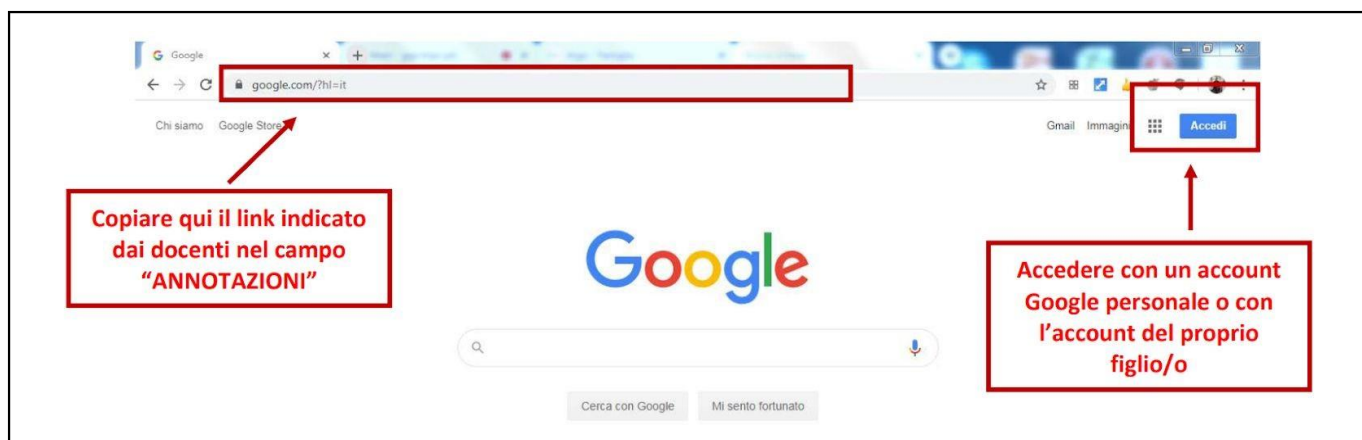 Google
google.com/?hl=it
Chi siamo Google Store
Gmail Immagini Accedi
Copiare qui il link indicato
dai docenti nel campo
“ANNOTAZIONI”
Google
Accedere con un account
Google personale o con
l’account del proprio
figlio/o
Cerca con Google Mi sento fortunato